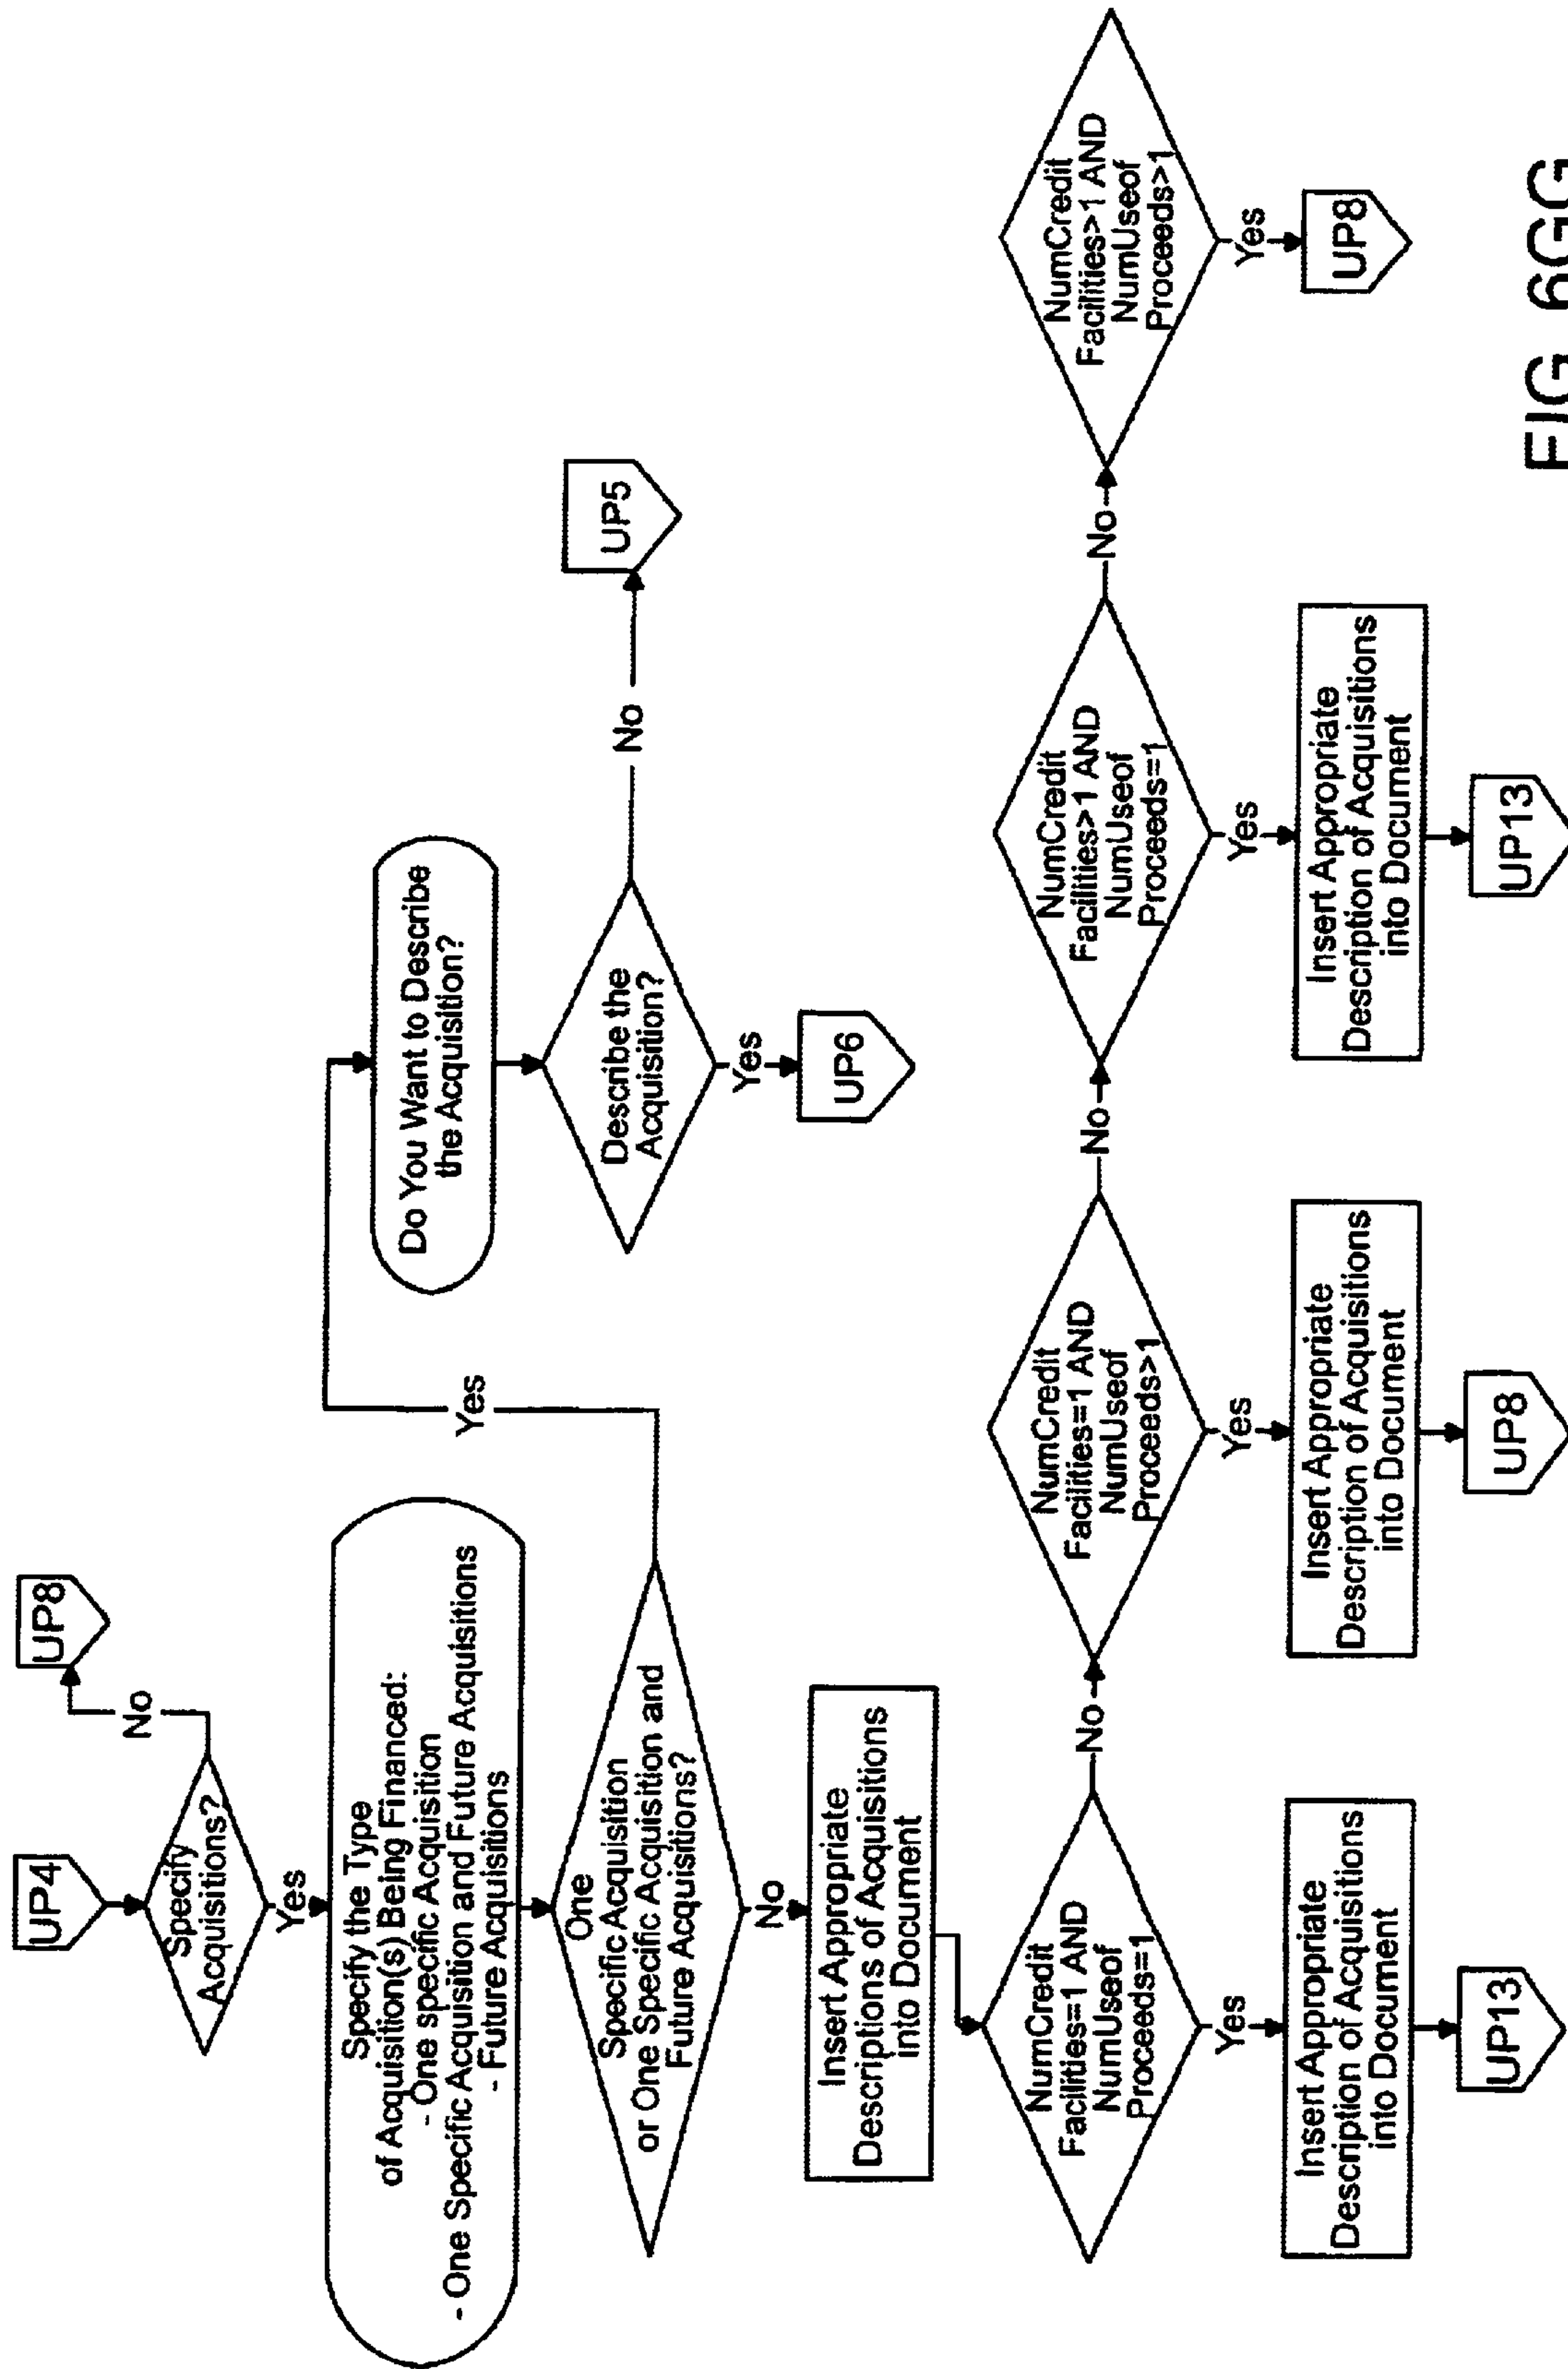 UP4
Specify
Acquisitions?
No
UP8
Yes
Specify the Type
of Acquisition(s) Being Financed:
- One specific Acquisition
- One Specific Acquisition and Future Acquisitions
- Future Acquisitions
One
Specific Acquisition
or One Specific Acquisition and
Future Acquisitions?
Yes
Do You Want to Describe
the Acquisition?
Describe the
Acquisition?
No
UP5
Yes
UP6
No
Insert Appropriate
Descriptions of Acquisitions
into Document
NumCredit
Facilities=1 AND
NumUseof
Proceeds=1
No
NumCredit
Facilities=1 AND
NumUseof
Proceeds>1
No
NumCredit
Facilities>1 AND
NumUseof
Proceeds=1
No
NumCredit
Facilities>1 AND
NumUseof
Proceeds>1
Yes
Insert Appropriate
Description of Acquisitions
into Document
UP13
Yes
Insert Appropriate
Description of Acquisitions
into Document
UP8
Yes
Insert Appropriate
Description of Acquisitions
into Document
UP13
Yes
UP8
FIG. 6GG